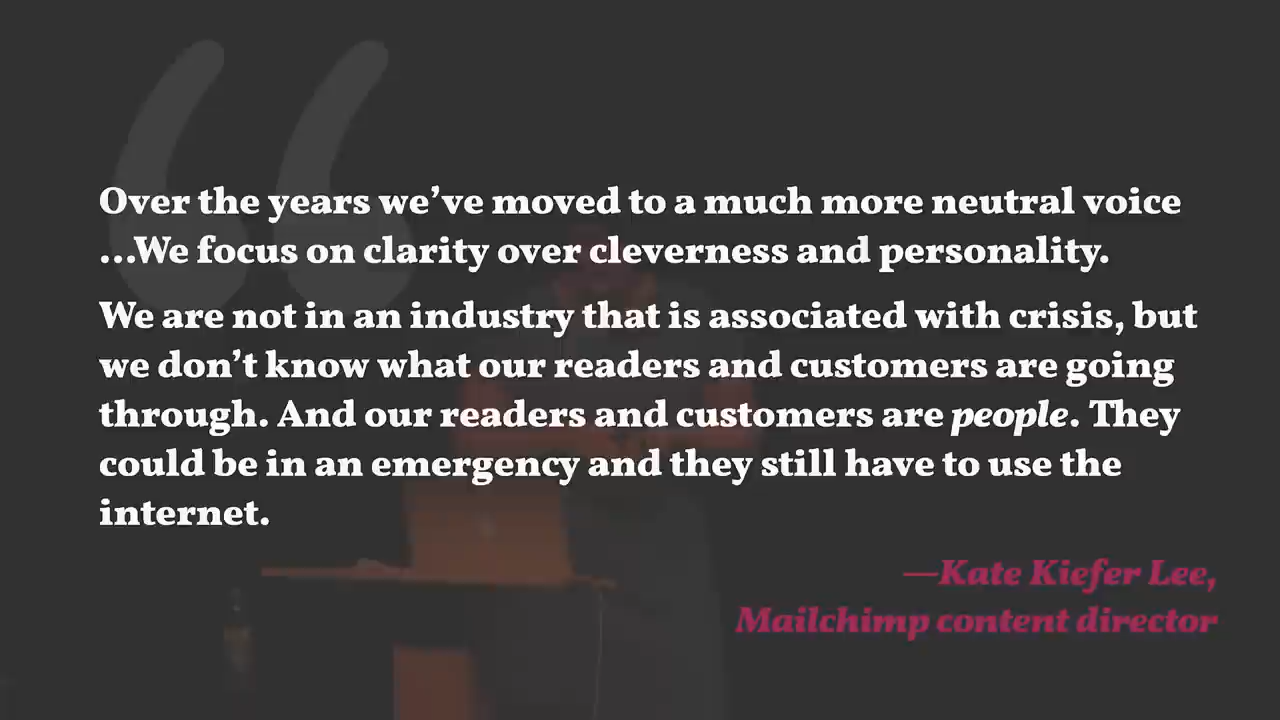 Over the years we’ve moved to a much more neutral voice
...We focus on clarity over cleverness and personality.
We are not in an industry that is associated with crisis, but
we don’t know what our readers and customers are going
through. And our readers and customers are people. They
could be in an emergency and they still have to use the
internet.
—Kate Kiefer Lee,
Mailchimp content director